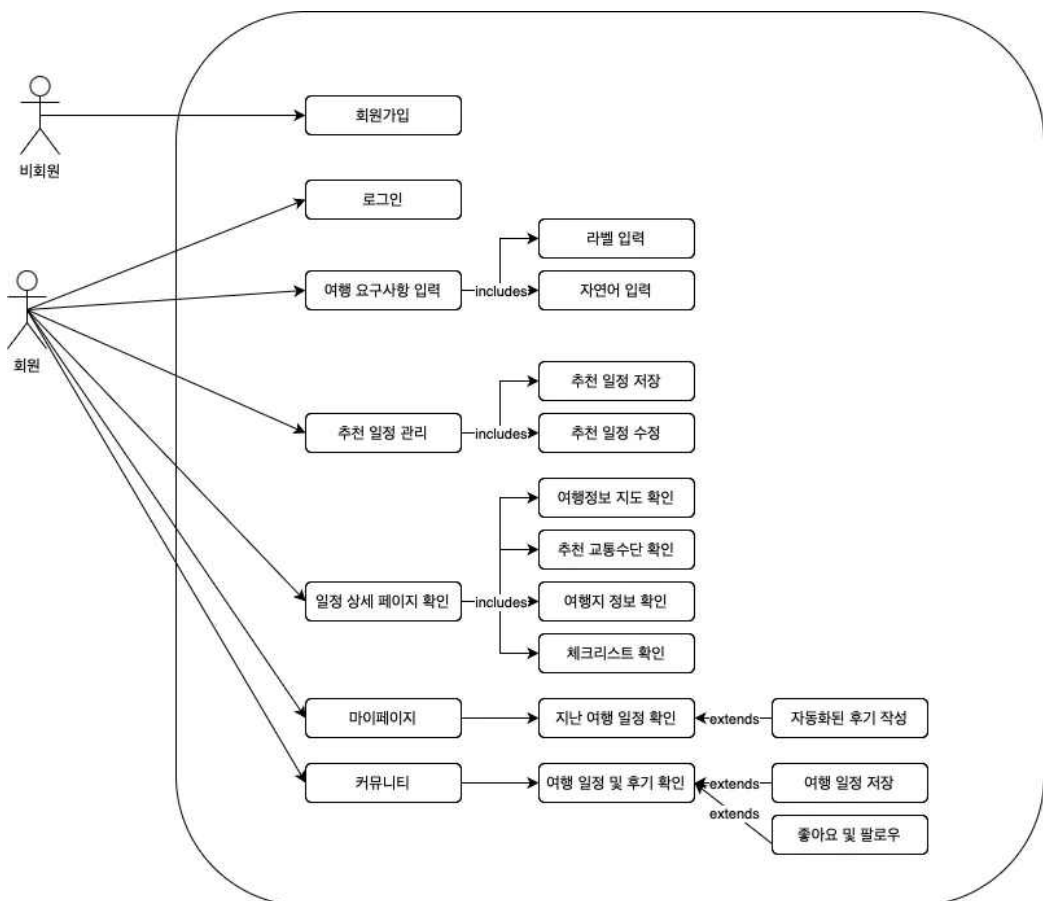 회원가입
비회원
로그인
라벨 입력
여행 요구사항 입력
includes
자연어 입력
회원
추천 일정 저장
추천 일정 관리
includes
추천 일정 수정
여행정보 지도 확인
추천 교통수단 확인
일정 상세 페이지 확인
includes
여행지 정보 확인
체크리스트 확인
마이페이지
지난 여행 일정 확인
extends
자동화된 후기 작성
커뮤니티
여행 일정 및 후기 확인
extends
여행 일정 저장
extends
좋아요 및 팔로우